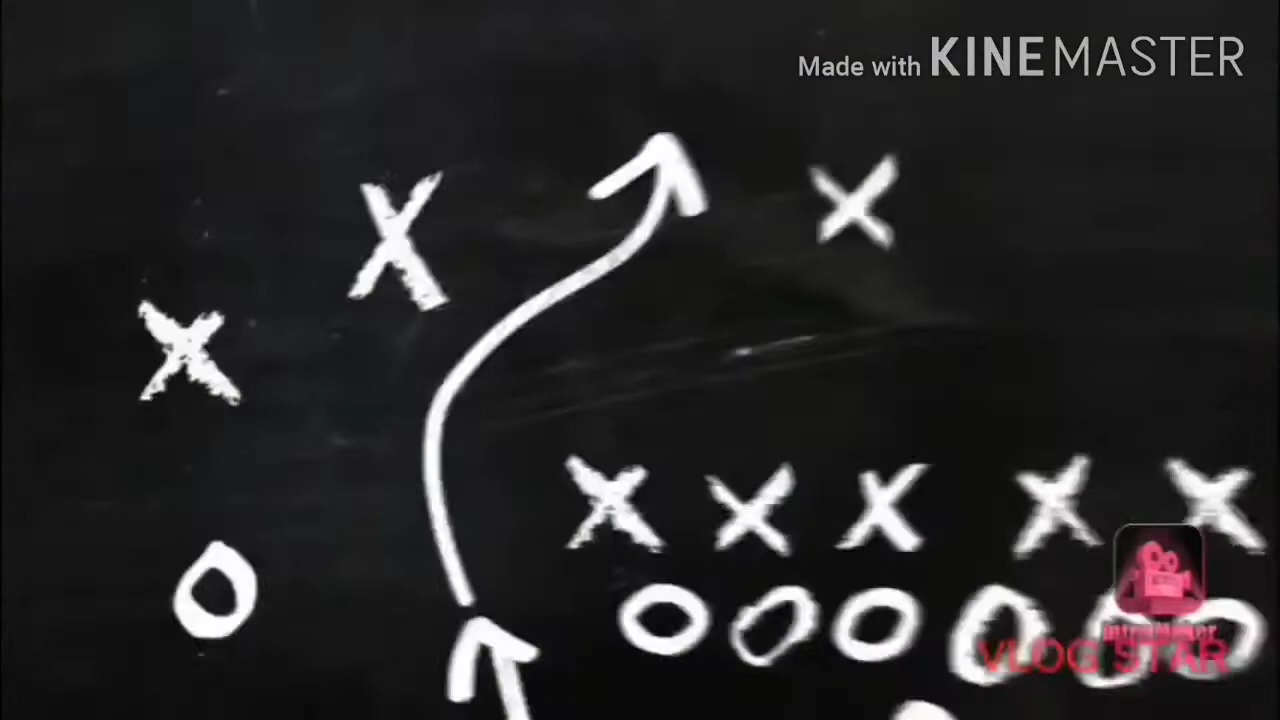 Made with KINEMASTER
X
X
X
X X X X X
O O O O O O O
VLOG STAR